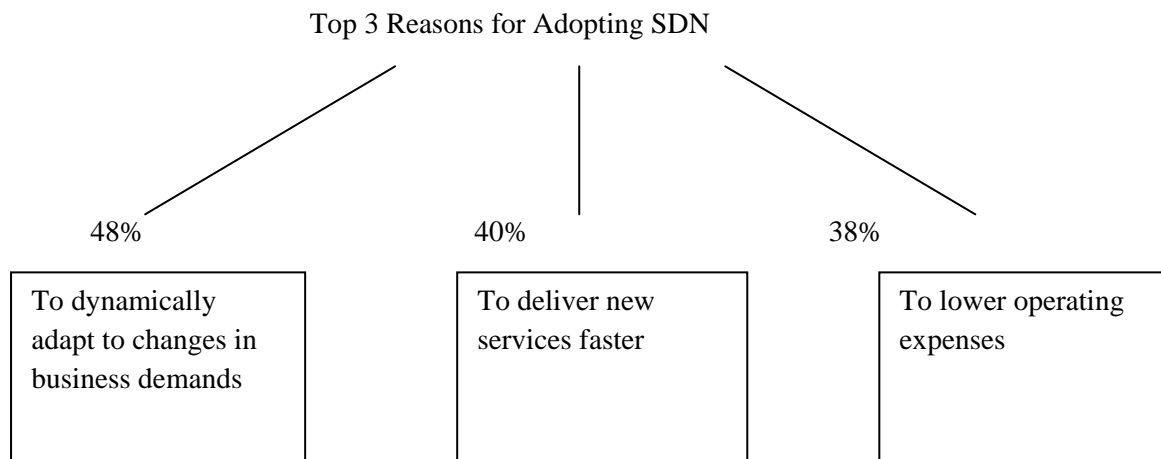 Top 3 Reasons for Adopting SDN
48%
40%
38%
To dynamically
adapt to changes in
business demands
To deliver new
services faster
To lower operating
expenses